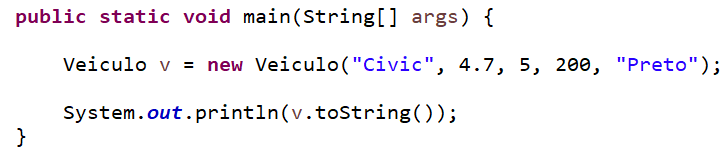 public static void main(String[] args) {
Veiculo v = new Veiculo("Civic", 4.7, 5, 200, "Preto");
System.out.println(v.toString());
}